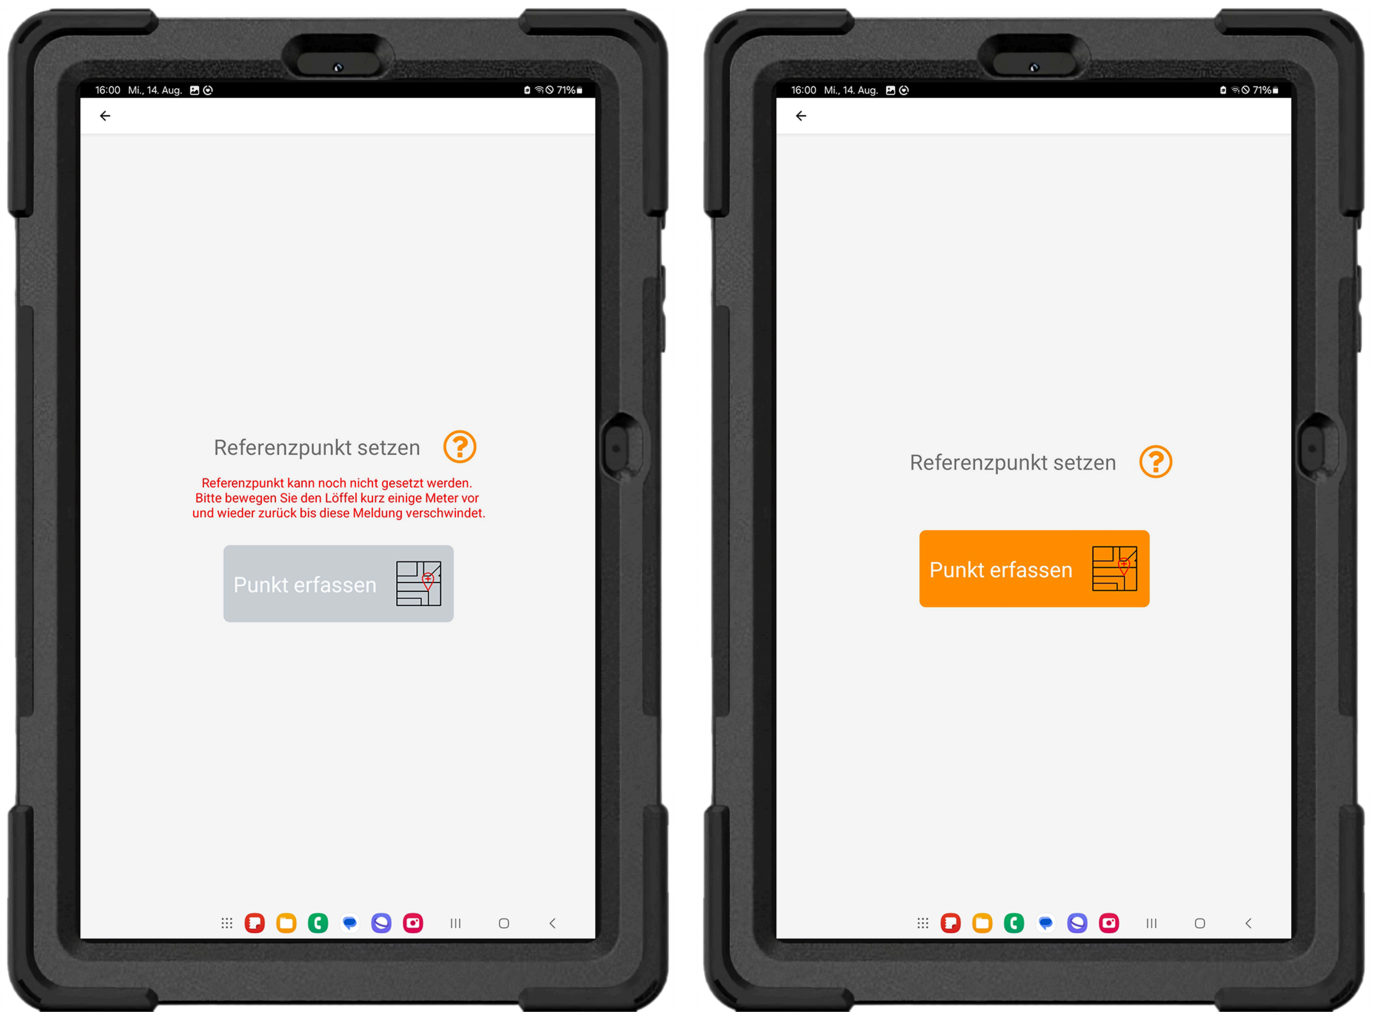 16:00 Mi., 14. Aug. 71%
Referenzpunkt setzen
Referenzpunkt kann noch nicht gesetzt werden.
Bitte bewegen Sie den Löffel kurz einige Meter vor
und wieder zurück bis diese Meldung verschwindet.
Punkt erfassen
16:00 Mi., 14. Aug. 71%
Referenzpunkt setzen
Punkt erfassen